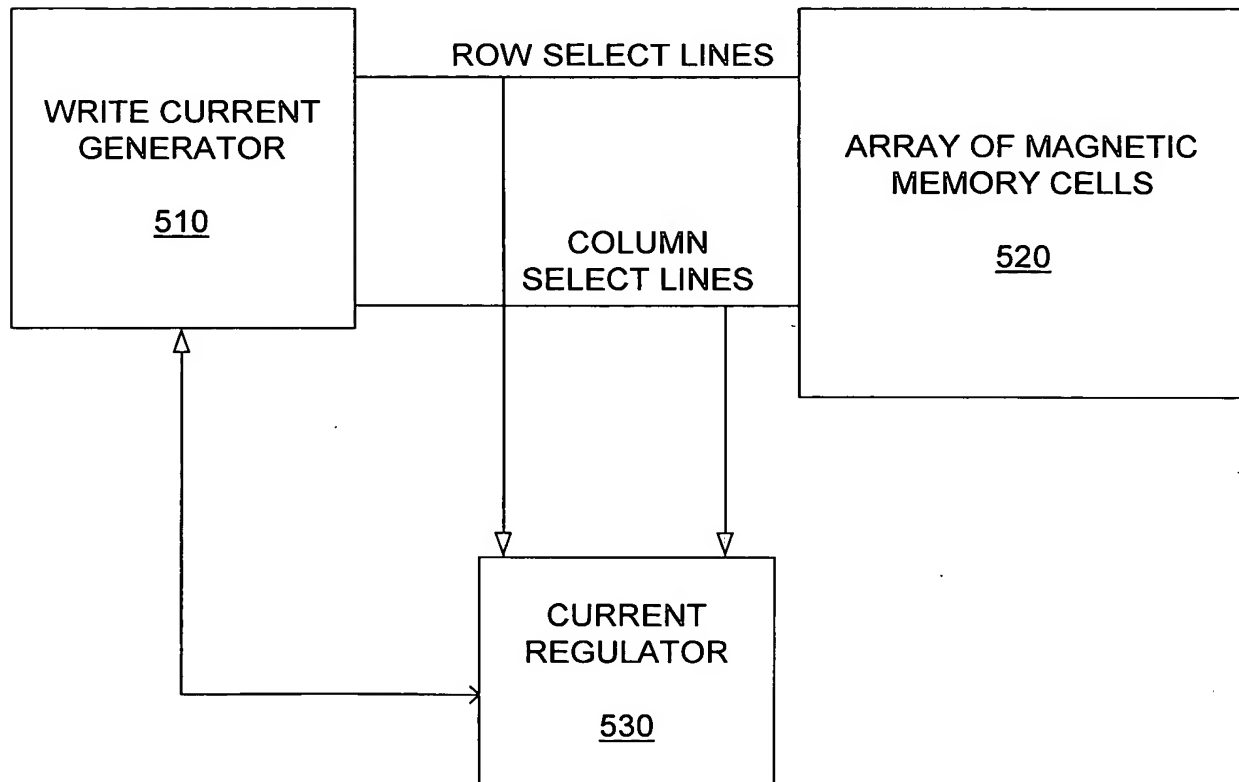 WRITE CURRENT
GENERATOR
510
ROW SELECT LINES
COLUMN
SELECT LINES
ARRAY OF MAGNETIC
MEMORY CELLS
520
CURRENT
REGULATOR
530